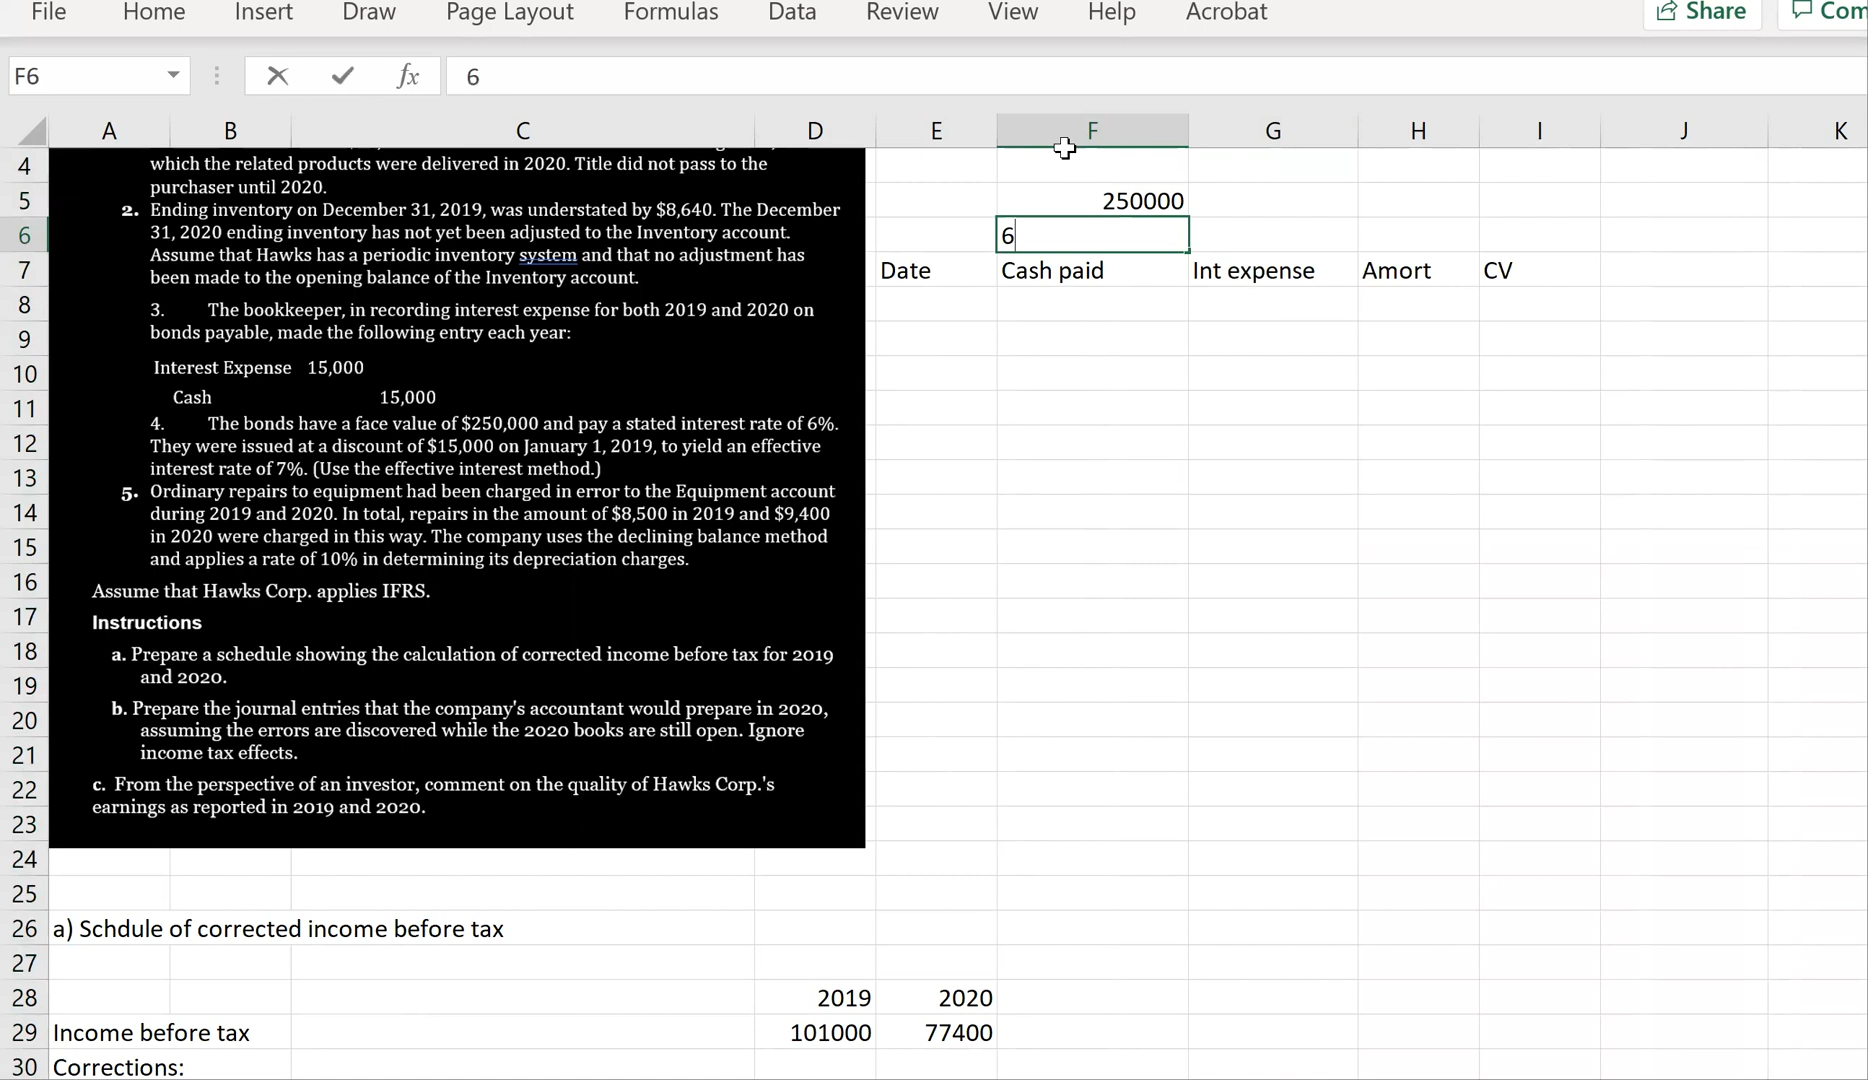 File Home Insert Draw Page Layout Formulas Data Review View Help Acrobat Share Com
F6 fx 6
A B C D E F G H I J K
4 which the related products were delivered in 2020. Title did not pass to the
purchaser until 2020.
5 250000
2. Ending inventory on December 31, 2019, was understated by $8,640. The December
6 31, 2020 ending inventory has not yet been adjusted to the Inventory account. 6
Assume that Hawks has a periodic inventory system and that no adjustment has
7 been made to the opening balance of the Inventory account. Date Cash paid Int expense Amort CV
8 3. The bookkeeper, in recording interest expense for both 2019 and 2020 on
9 bonds payable, made the following entry each year:
10 Interest Expense 15,000
11 Cash 15,000
4. The bonds have a face value of $250,000 and pay a stated interest rate of 6%.
12 They were issued at a discount of $15,000 on January 1, 2019, to yield an effective
13 interest rate of 7%. (Use the effective interest method.)
5. Ordinary repairs to equipment had been charged in error to the Equipment account
14 during 2019 and 2020. In total, repairs in the amount of $8,500 in 2019 and $9,400
15 in 2020 were charged in this way. The company uses the declining balance method
and applies a rate of 10% in determining its depreciation charges.
16 Assume that Hawks Corp. applies IFRS.
17 Instructions
18 a. Prepare a schedule showing the calculation of corrected income before tax for 2019
19 and 2020.
20 b. Prepare the journal entries that the company's accountant would prepare in 2020,
assuming the errors are discovered while the 2020 books are still open. Ignore
21 income tax effects.
22 c. From the perspective of an investor, comment on the quality of Hawks Corp.'s
23 earnings as reported in 2019 and 2020.
24
25
26 a) Schdule of corrected income before tax
27
28 2019 2020
29 Income before tax 101000 77400
30 Corrections: